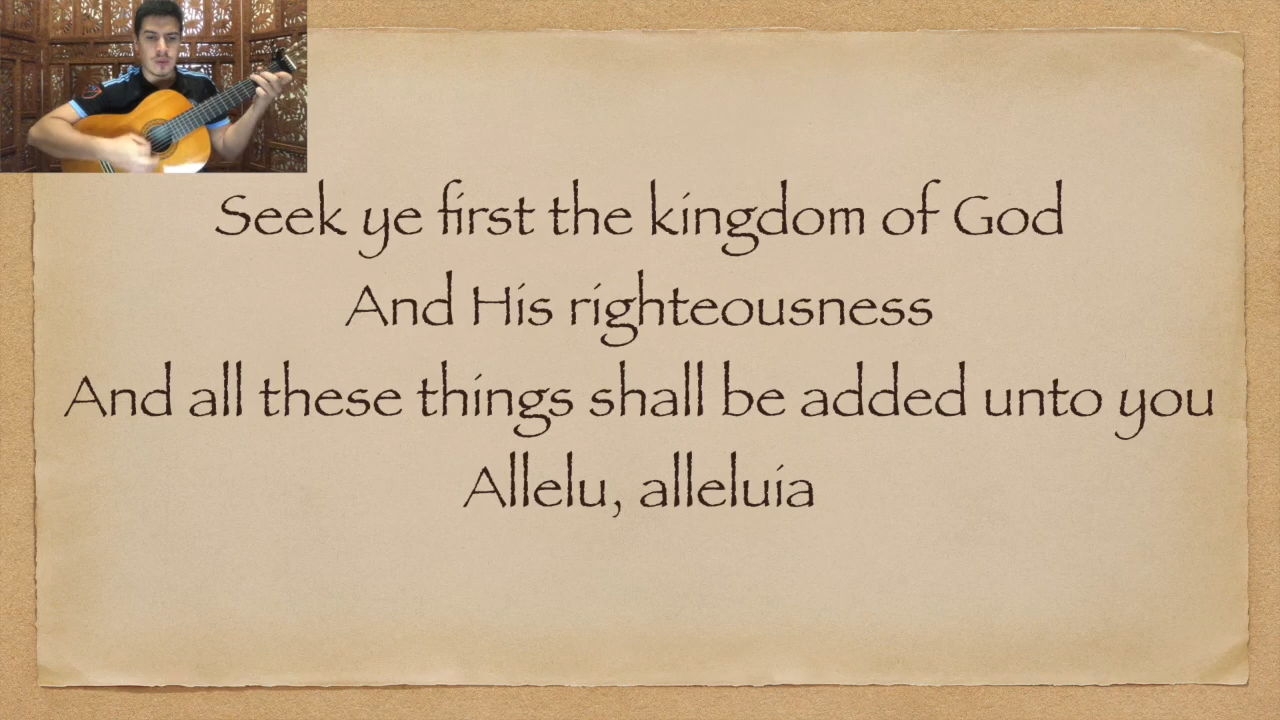 Seek ye first the kingdom of God
And His righteousness
And all these things shall be added unto you
Allelu, alleluia